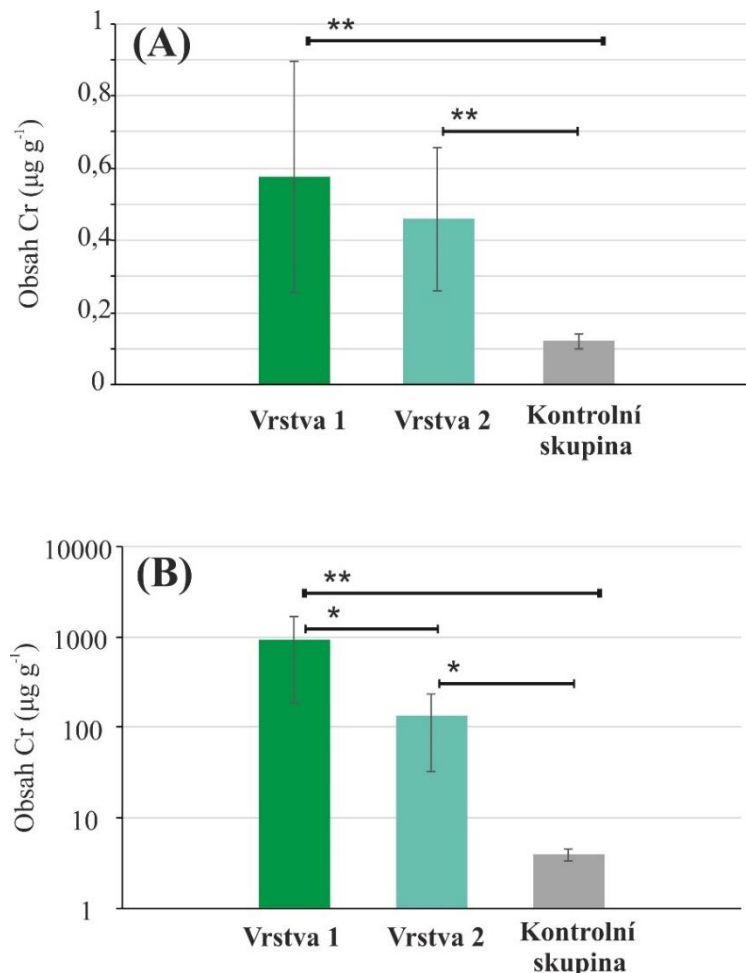 (A)
Obsah Cr (µg g⁻¹)
1
0,8
0,6
0,4
0,2
0
**
**
Vrstva 1
Vrstva 2
Kontrolní
skupina
(B)
Obsah Cr (µg g⁻¹)
10000
1000
100
10
1
**
*
*
Vrstva 1
Vrstva 2
Kontrolní
skupina